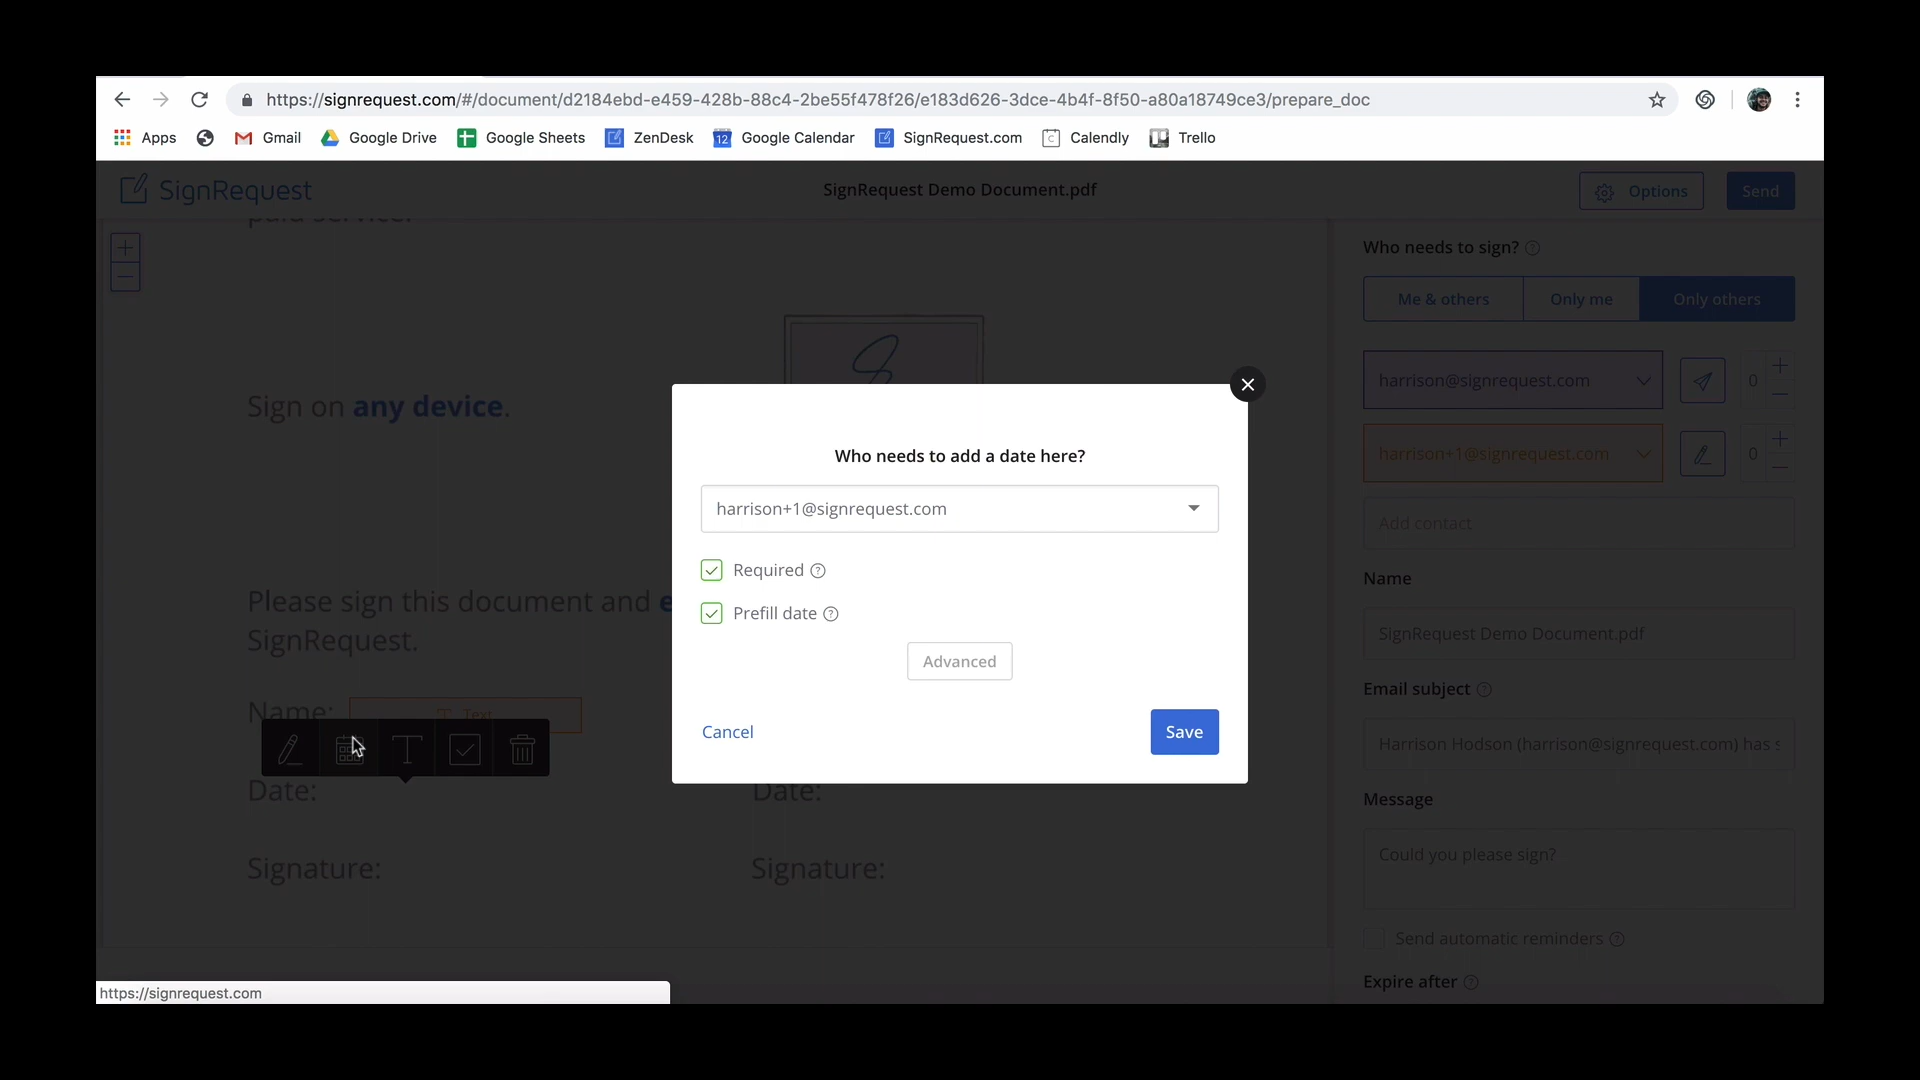 https://signrequest.com/#/document/d2184ebd-e459-428b-88c4-2be55f478f26/e183d626-3dce-4b4f-8f50-a80a18749ce3/prepare_doc
Apps Gmail Google Drive Google Sheets ZenDesk 12 Google Calendar SignRequest.com C Calendly Trello
SignRequest SignRequest Demo Document.pdf Options Send
paid service.
Who needs to sign?
Me & others Only me Only others
harrison@signrequest.com 0
Sign on any device.
harrison+1@signrequest.com 0
Who needs to add a date here?
harrison+1@signrequest.com
Add contact
Required
Name
Please sign this document and e
Prefill date
SignRequest Demo Document.pdf
SignRequest.
Advanced
Email subject
Name: Text
Cancel Save
Harrison Hodson (harrison@signrequest.com) has s
Date: Date:
Message
Could you please sign?
Signature: Signature:
Send automatic reminders
Expire after
https://signrequest.com